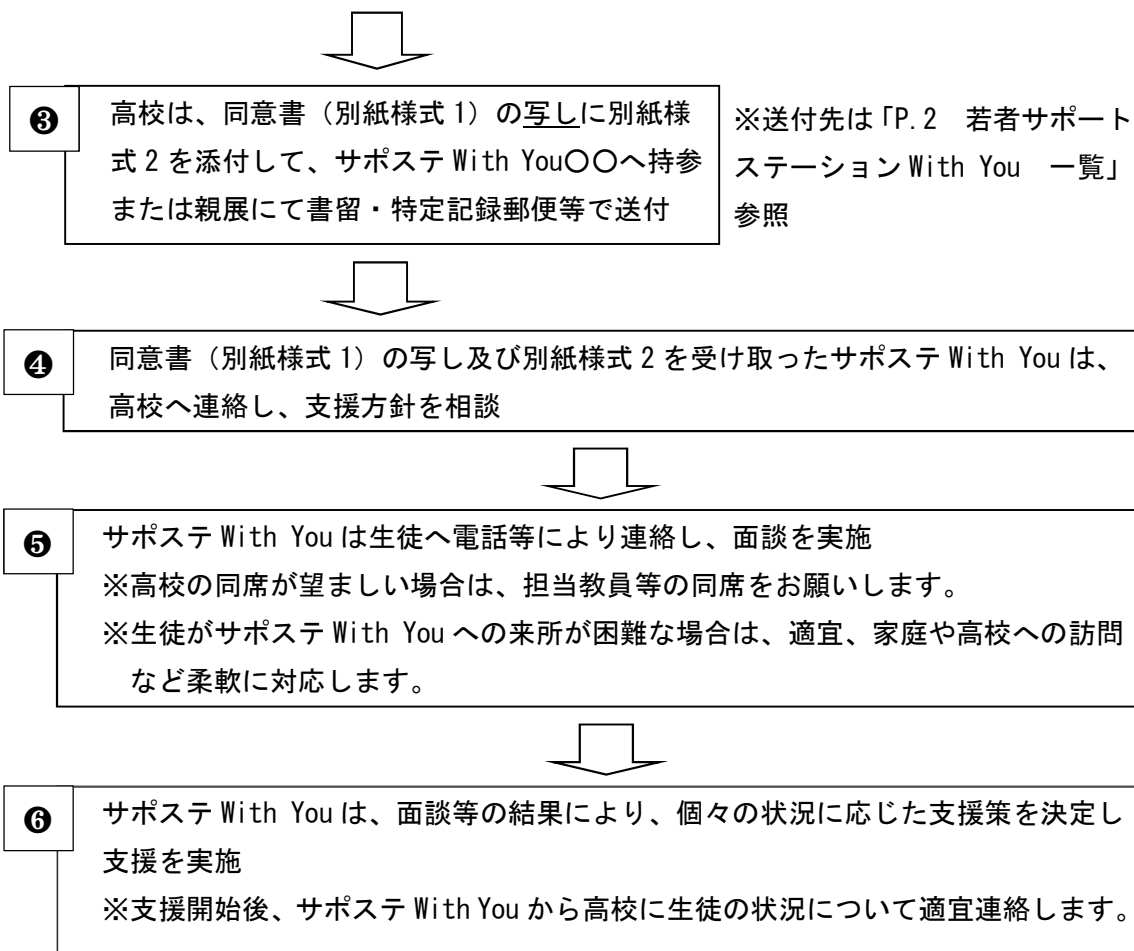 ❸
高校は、同意書（別紙様式1）の写しに別紙様
式2を添付して、サポステ With You〇〇へ持参
または親展にて書留・特定記録郵便等で送付
※送付先は「P.2　若者サポート
ステーション With You　一覧」
参照
❹
同意書（別紙様式1）の写し及び別紙様式2を受け取ったサポステ With You は、
高校へ連絡し、支援方針を相談
❺
サポステ With You は生徒へ電話等により連絡し、面談を実施
※高校の同席が望ましい場合は、担当教員等の同席をお願いします。
※生徒がサポステ With You への来所が困難な場合は、適宜、家庭や高校への訪問
など柔軟に対応します。
❻
サポステ With You は、面談等の結果により、個々の状況に応じた支援策を決定し
支援を実施
※支援開始後、サポステ With You から高校に生徒の状況について適宜連絡します。